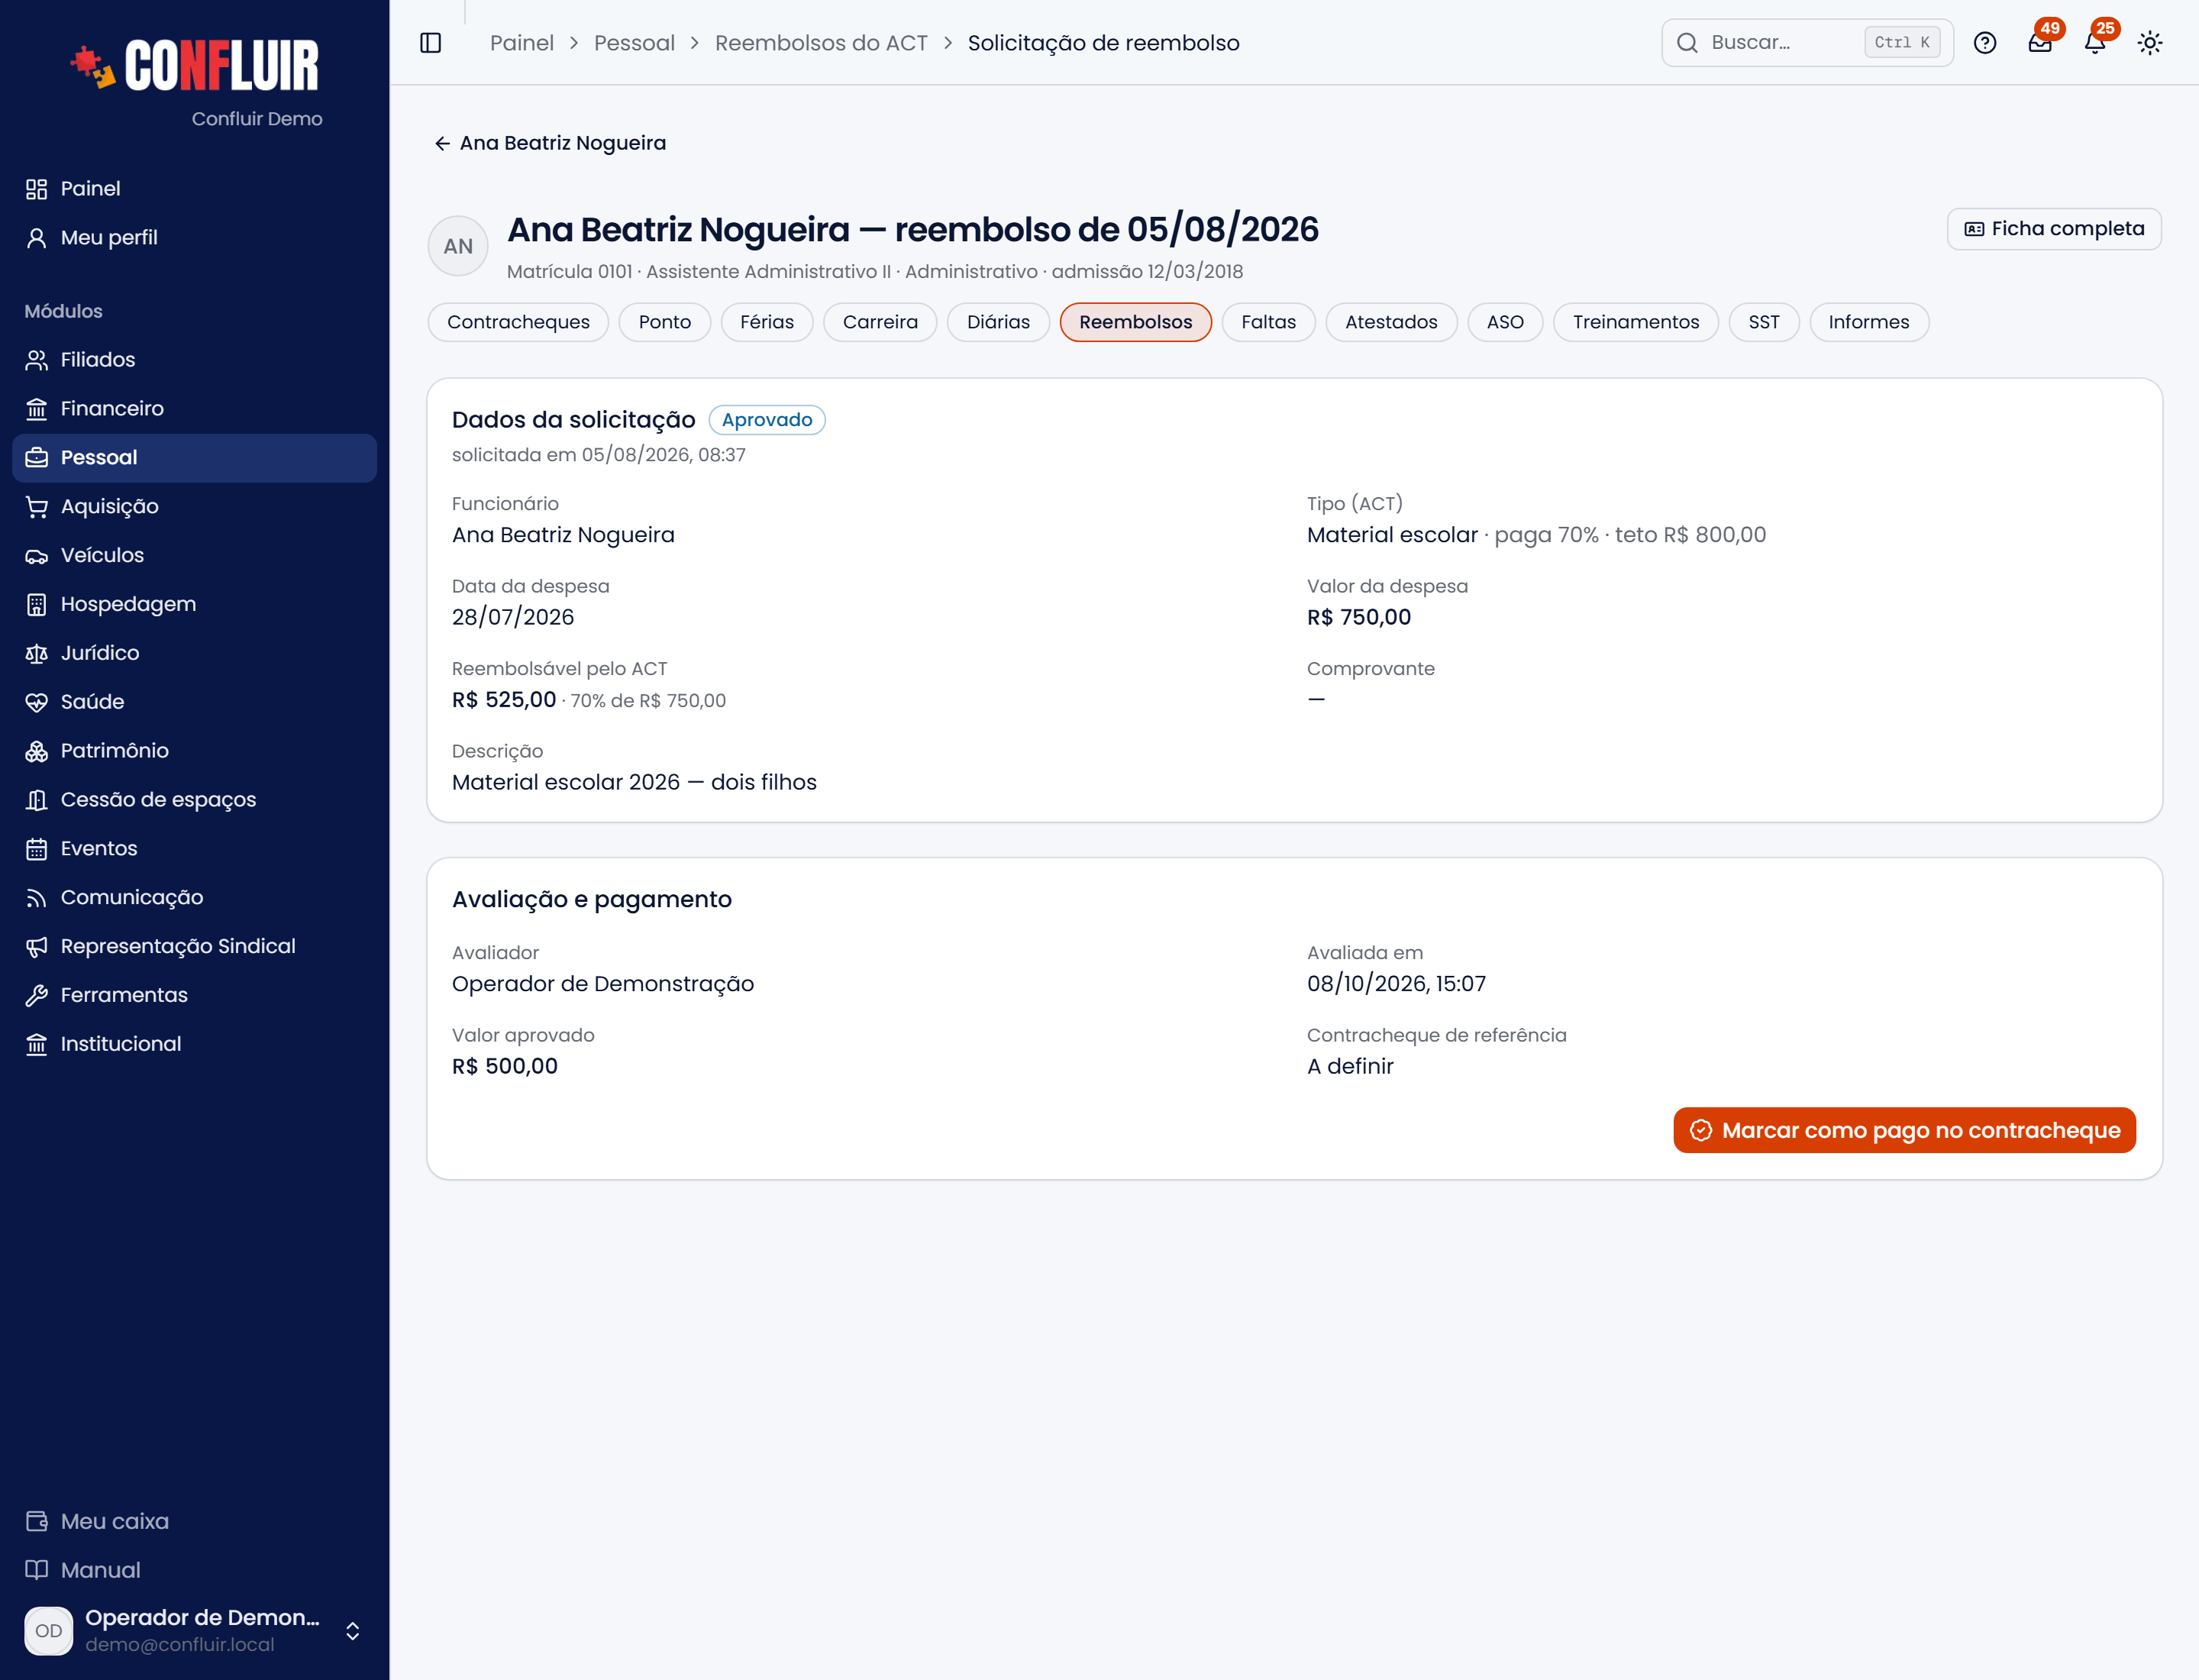 CONFLUIR
Confluir Demo
Painel
Meu perfil
Módulos
Filiados
Financeiro
Pessoal
Aquisição
Veículos
Hospedagem
Jurídico
Saúde
Patrimônio
Cessão de espaços
Eventos
Comunicação
Representação Sindical
Ferramentas
Institucional
Meu caixa
Manual
OD
Operador de Demon...
demo@confluir.local
Painel > Pessoal > Reembolsos do ACT > Solicitação de reembolso
Buscar... Ctrl K
49
25
← Ana Beatriz Nogueira
AN
Ana Beatriz Nogueira — reembolso de 05/08/2026
Matrícula 0101 · Assistente Administrativo II · Administrativo · admissão 12/03/2018
Ficha completa
Contracheques Ponto Férias Carreira Diárias Reembolsos Faltas Atestados ASO Treinamentos SST Informes
Dados da solicitação Aprovado
solicitada em 05/08/2026, 08:37
Funcionário
Ana Beatriz Nogueira
Tipo (ACT)
Material escolar · paga 70% · teto R$ 800,00
Data da despesa
28/07/2026
Valor da despesa
R$ 750,00
Reembolsável pelo ACT
R$ 525,00 · 70% de R$ 750,00
Comprovante
—
Descrição
Material escolar 2026 — dois filhos
Avaliação e pagamento
Avaliador
Operador de Demonstração
Avaliada em
08/10/2026, 15:07
Valor aprovado
R$ 500,00
Contracheque de referência
A definir
Marcar como pago no contracheque